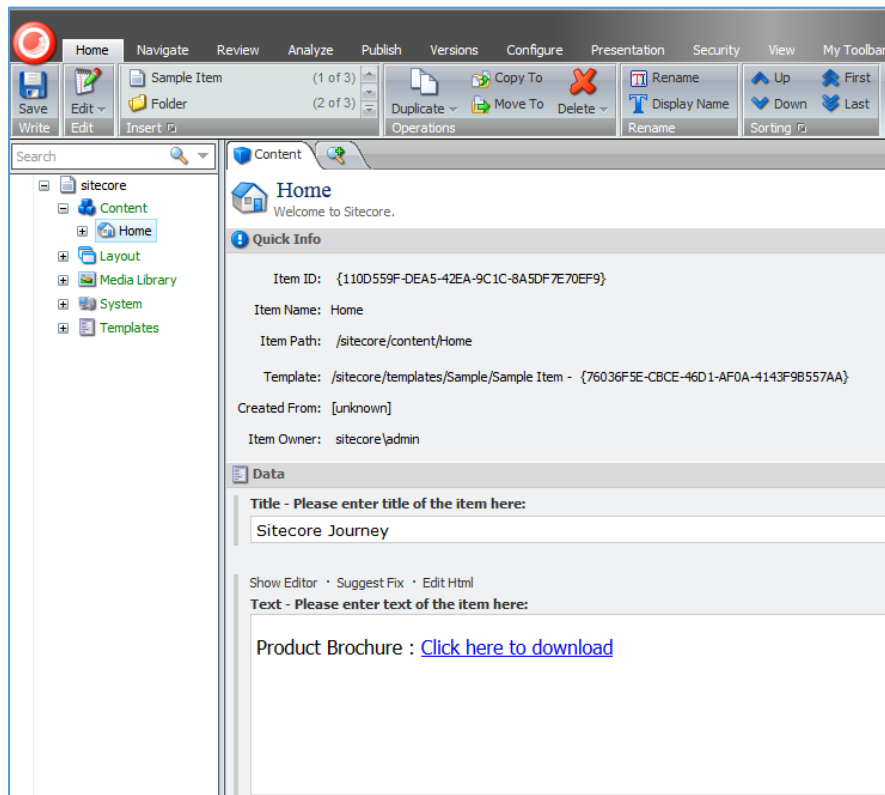 Home Navigate Review Analyze Publish Versions Configure Presentation Security View My Toolbar
Sample Item (1 of 3) Copy To Rename Up First
Save Edit Folder (2 of 3) Duplicate Move To Delete Display Name Down Last
Write Edit Insert Operations Rename Sorting
Search
sitecore
Content
Home
Layout
Media Library
System
Templates
Content
Home
Welcome to Sitecore.
Quick Info
Item ID: {110D559F-DEA5-42EA-9C1C-8A5DF7E70EF9}
Item Name: Home
Item Path: /sitecore/content/Home
Template: /sitecore/templates/Sample/Sample Item - {76036F5E-CBCE-46D1-AF0A-4143F9B557AA}
Created From: [unknown]
Item Owner: sitecore\admin
Data
Title - Please enter title of the item here:
Sitecore Journey
Show Editor · Suggest Fix · Edit Html
Text - Please enter text of the item here:
Product Brochure : Click here to download